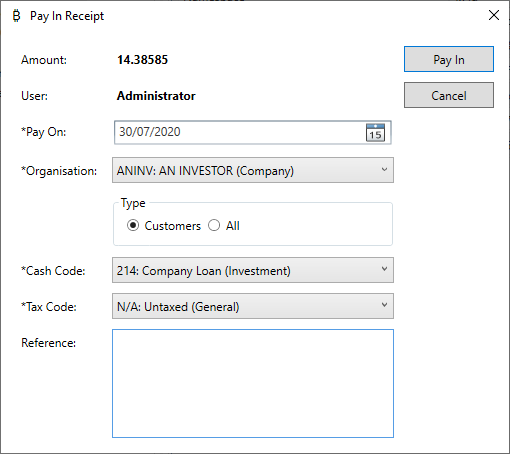 ₿ Pay In Receipt
Amount: 14.38585 Pay In
User: Administrator Cancel
*Pay On: 30/07/2020 15
*Organisation: ANINV: AN INVESTOR (Company)
Type
Customers All
*Cash Code: 214: Company Loan (Investment)
*Tax Code: N/A: Untaxed (General)
Reference: